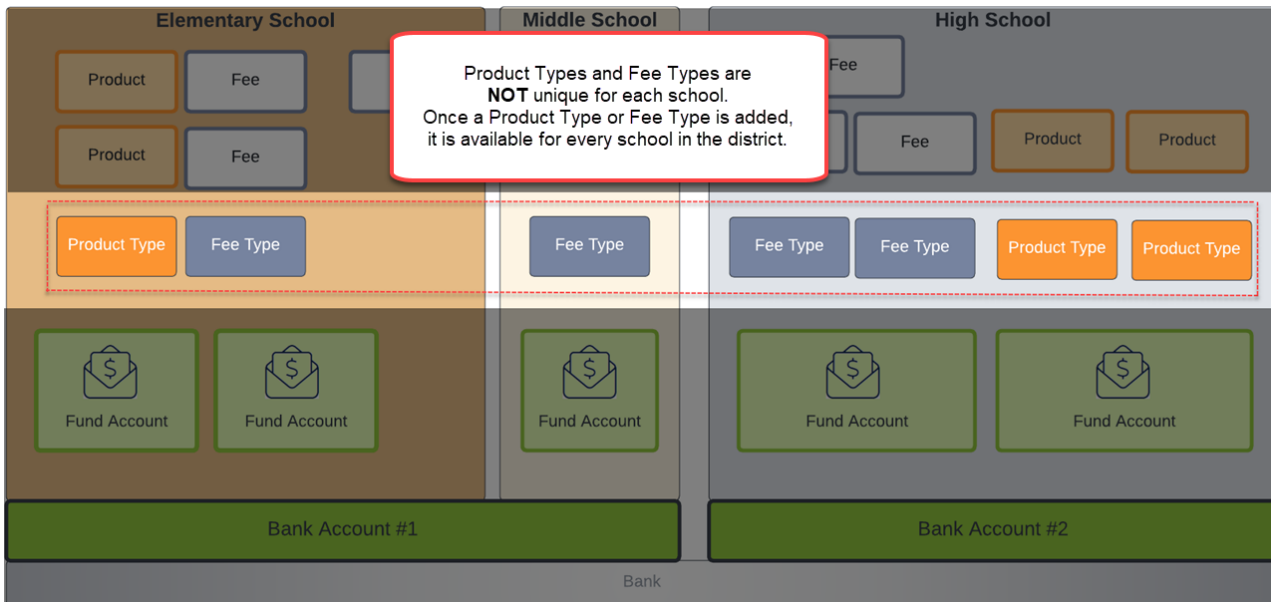 Elementary School
Middle School
High School
Product
Fee
Fee
Product Types and Fee Types are
NOT unique for each school.
Once a Product Type or Fee Type is added,
it is available for every school in the district.
Product
Fee
Fee
Product
Product
Product Type
Fee Type
Fee Type
Fee Type
Fee Type
Product Type
Product Type
Fund Account
Fund Account
Fund Account
Fund Account
Fund Account
Bank Account #1
Bank Account #2
Bank